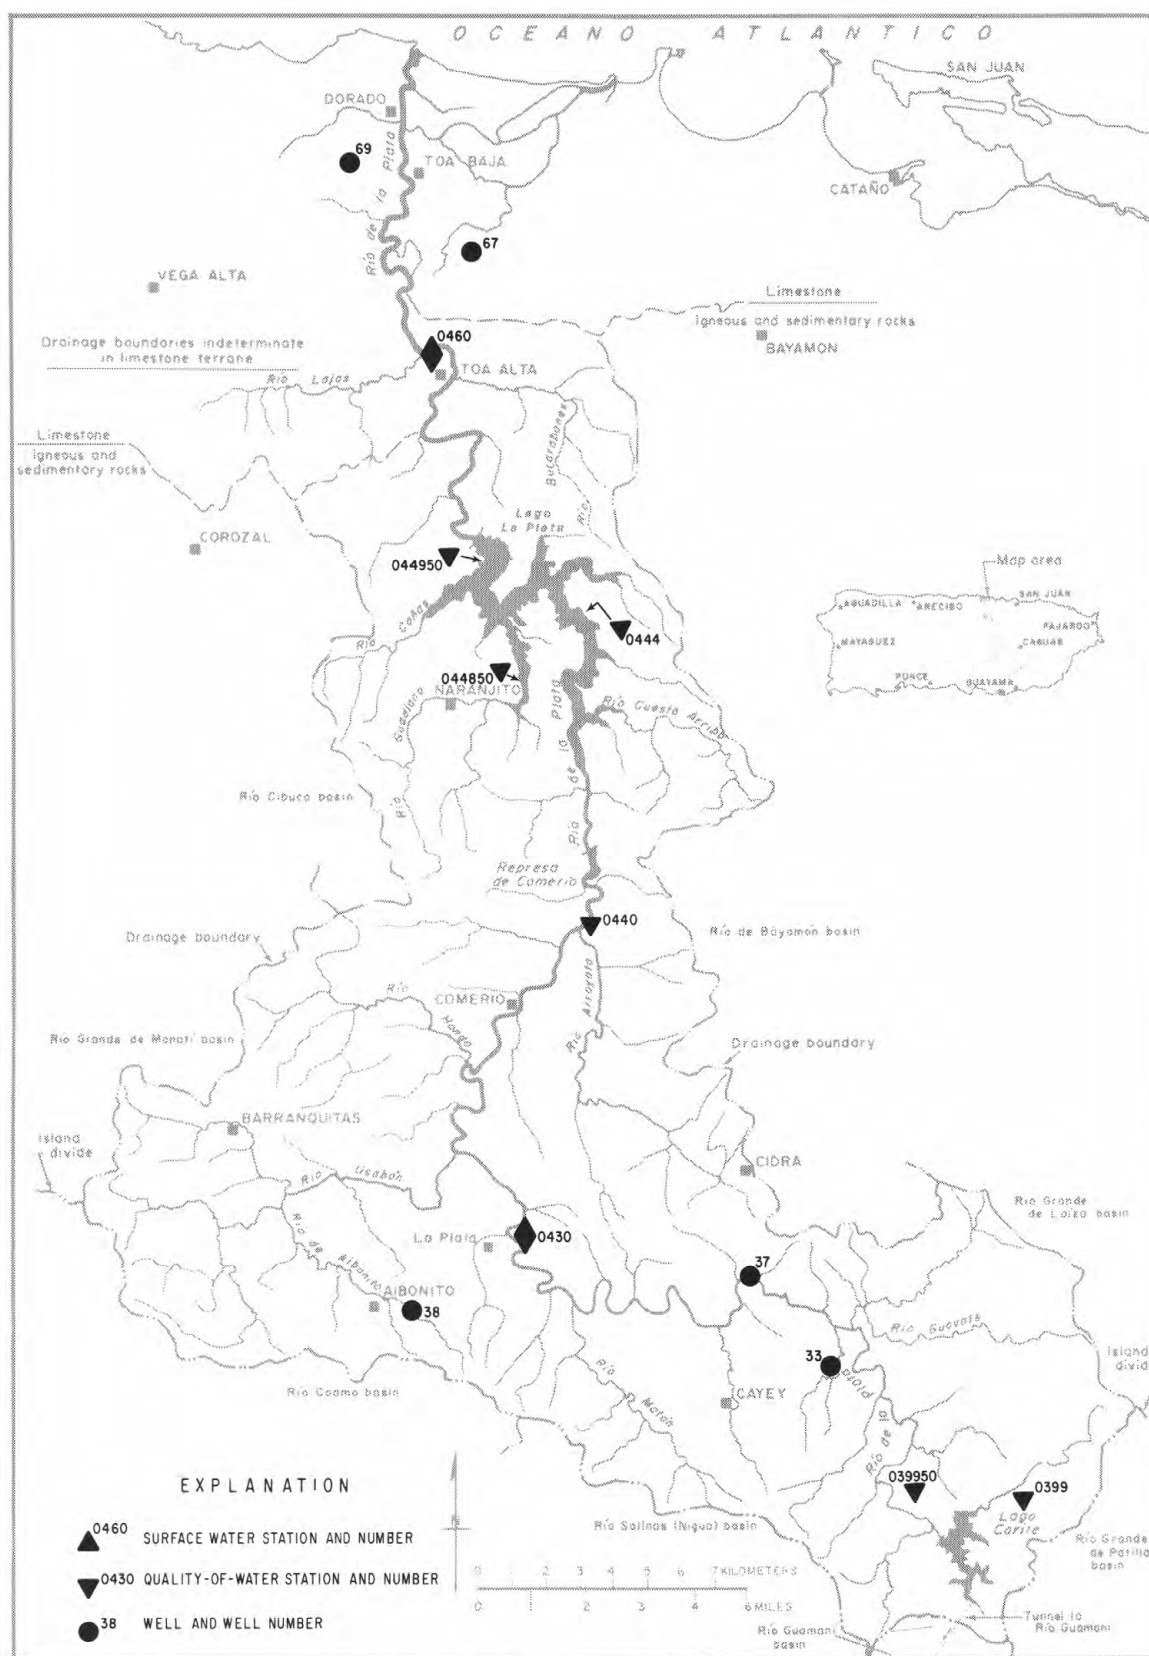 OCEANO ATLANTICO
SAN JUAN
DORADO
69
Río de la Plata
TOA BAJA
CATAÑO
67
VEGA ALTA
Limestone
Igneous and sedimentary rocks
BAYAMON
0460
Drainage boundaries indeterminate
in limestone terrane
TOA ALTA
Río Lajas
Limestone
Igneous and
sedimentary rocks
Río Bucarabones
Lago
La Plata
COROZAL
044950
Map area
AGUADILLA
ARECIBO
SAN JUAN
FAJARDO
MAYAGUEZ
CAGUAS
PONCE
GUAYAMA
Río Cañas
0444
044850
NARANJITO
Río Guadiana
Río de la Plata
Río Cuesta Arriba
Río Cibuco basin
Represa
de Comerío
0440
Río de Bayamón basin
Drainage boundary
Río Hondo
COMERIO
Río Arroyata
Río Grande de Manatí basin
Drainage boundary
BARRANQUITAS
Island
divide
CIDRA
Río Usabón
Río Grande
de Loíza basin
Río de Aibonito
La Plata
0430
37
AIBONITO
38
Río Guavate
33
Island
divide
Río Coamo basin
CAYEY
Río Matón
Río de la Plata
EXPLANATION
039950
0399
Lago
Carite
N
0460 SURFACE WATER STATION AND NUMBER
Río Salinas (Nigua) basin
Río Grande
de Patillas
basin
0 1 2 3 4 5 6 7 KILOMETERS
0430 QUALITY-OF-WATER STATION AND NUMBER
0 1 2 3 4 5 6 MILES
38 WELL AND WELL NUMBER
Tunnel to
Río Guamaní
Río Guamaní
basin